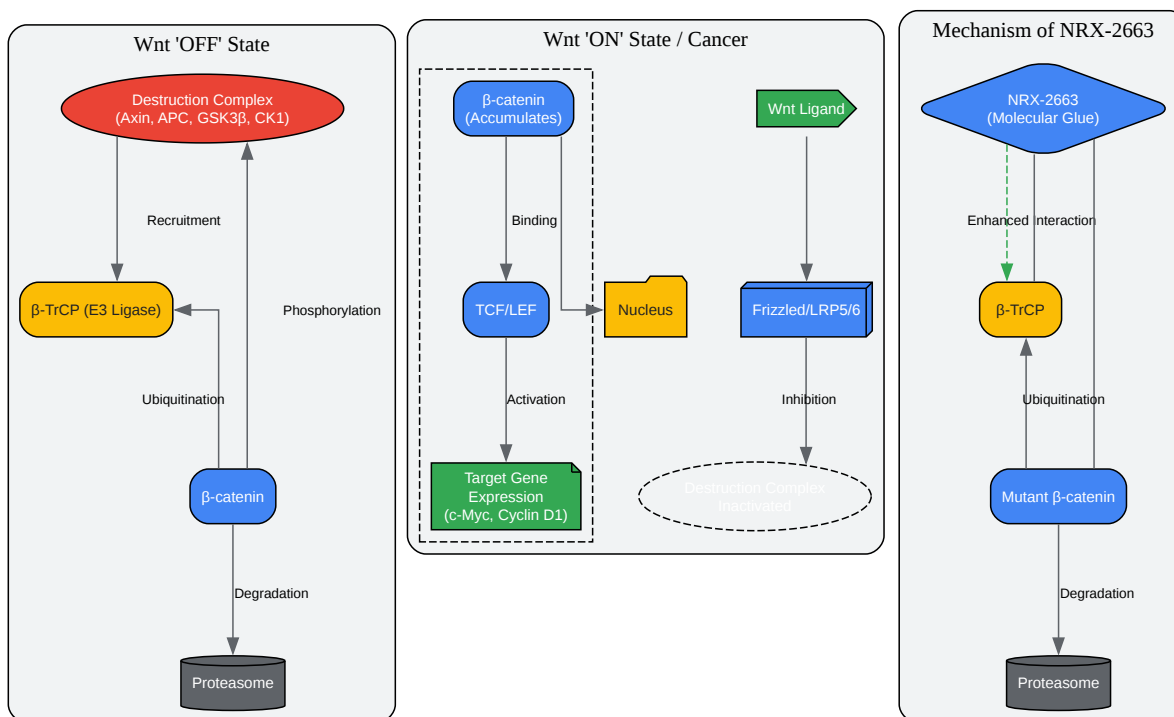 Wnt 'OFF' State
Destruction Complex
(Axin, APC, GSK3β, CK1)
Recruitment
β-TrCP (E3 Ligase)
Phosphorylation
Ubiquitination
β-catenin
Degradation
Proteasome
Wnt 'ON' State / Cancer
β-catenin
(Accumulates)
Wnt Ligand
Binding
TCF/LEF
Nucleus
Frizzled/LRP5/6
Activation
Inhibition
Target Gene
Expression
(c-Myc, Cyclin D1)
Destruction Complex
Inactivated
Mechanism of NRX-2663
NRX-2663
(Molecular Glue)
Enhanced Interaction
β-TrCP
Ubiquitination
Mutant β-catenin
Degradation
Proteasome